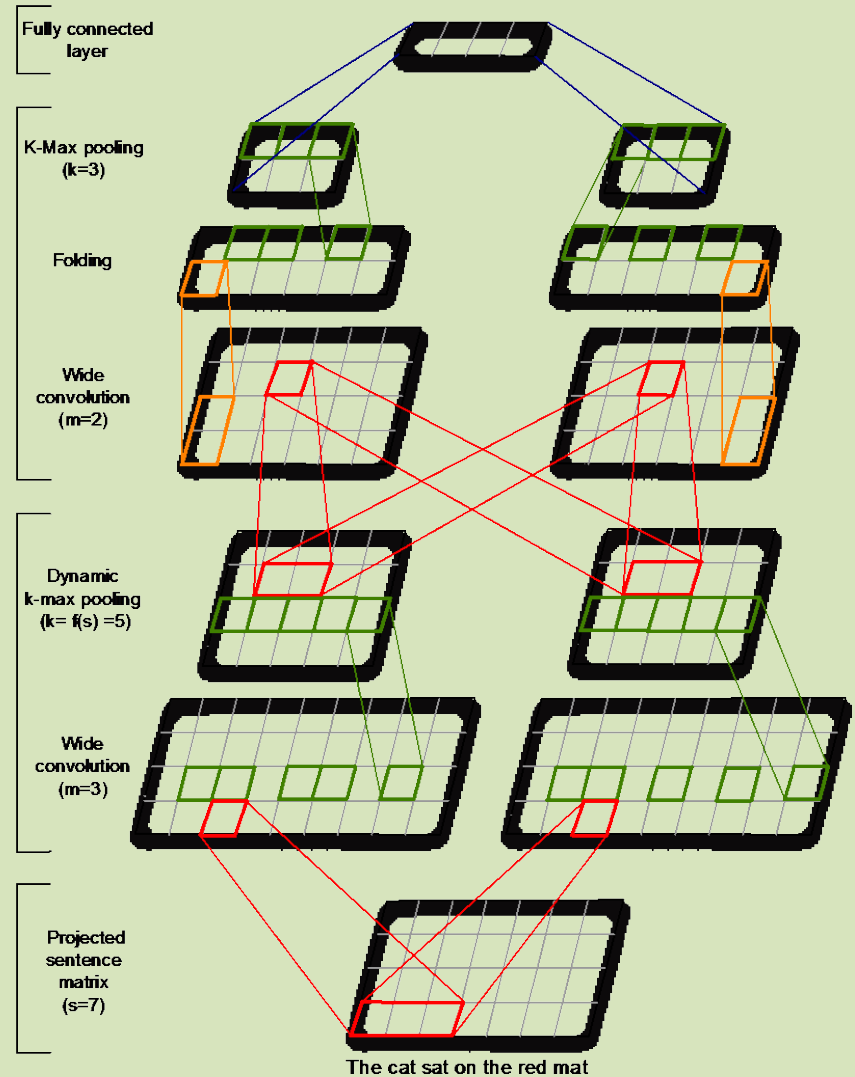 Fully connected
layer
K-Max pooling
(k=3)
Folding
Wide
convolution
(m=2)
Dynamic
k-max pooling
(k= f(s) =5)
Wide
convolution
(m=3)
Projected
sentence
matrix
(s=7)
The cat sat on the red mat